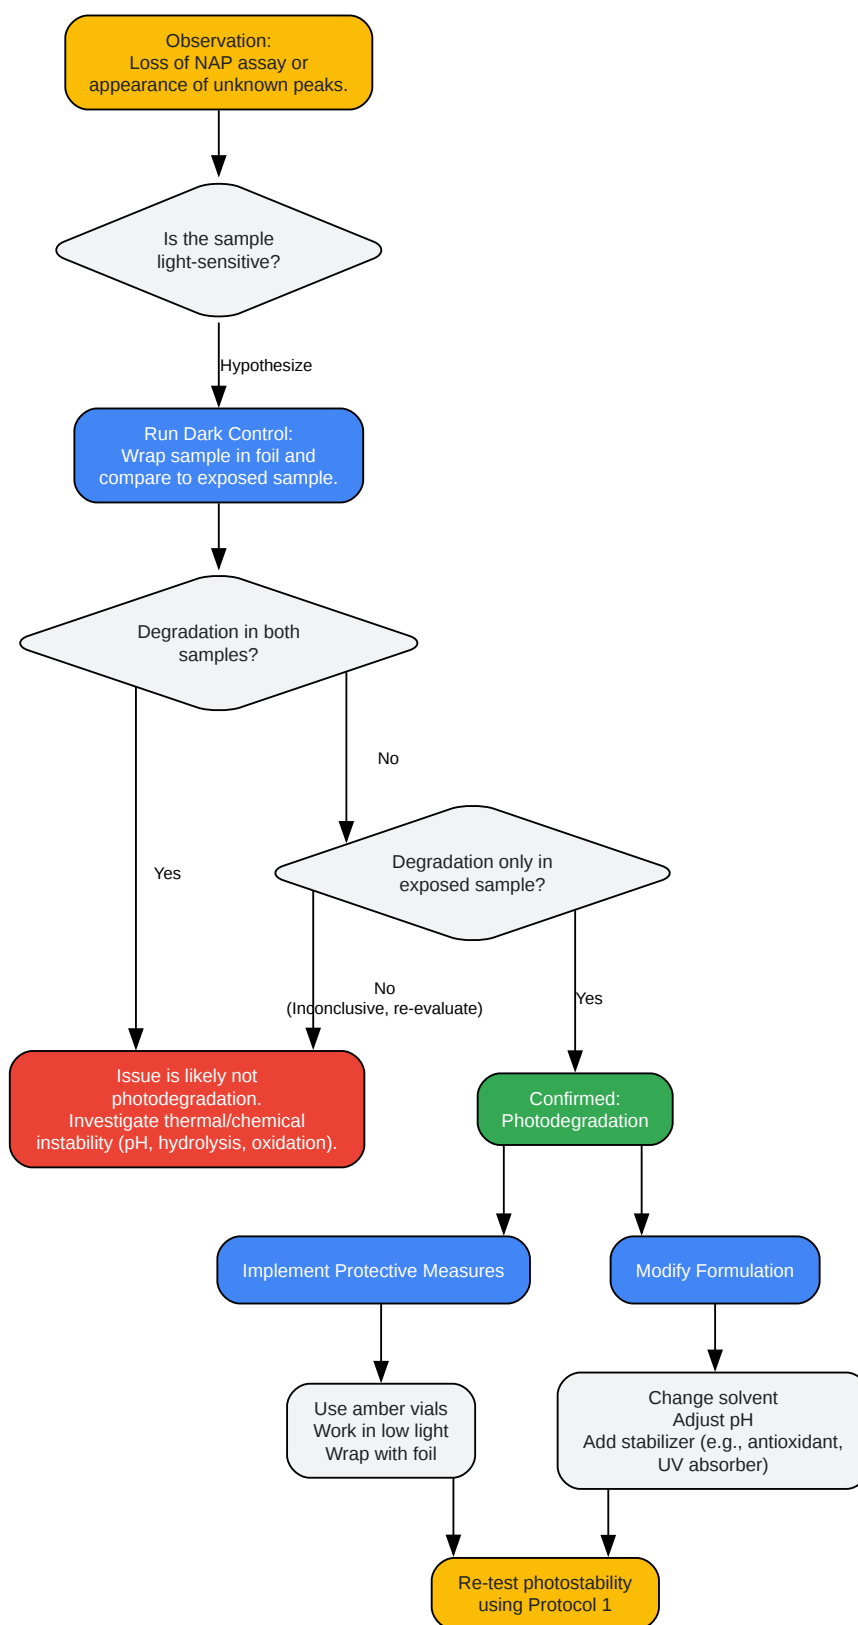 Observation:
Loss of NAP assay or
appearance of unknown peaks.
Is the sample
light-sensitive?
Hypothesize
Run Dark Control:
Wrap sample in foil and
compare to exposed sample.
Degradation in both
samples?
No
Degradation only in
exposed sample?
Yes
No
(Inconclusive, re-evaluate)
Yes
Issue is likely not
photodegradation.
Investigate thermal/chemical
instability (pH, hydrolysis, oxidation).
Confirmed:
Photodegradation
Implement Protective Measures
Modify Formulation
Use amber vials
Work in low light
Wrap with foil
Change solvent
Adjust pH
Add stabilizer (e.g., antioxidant,
UV absorber)
Re-test photostability
using Protocol 1